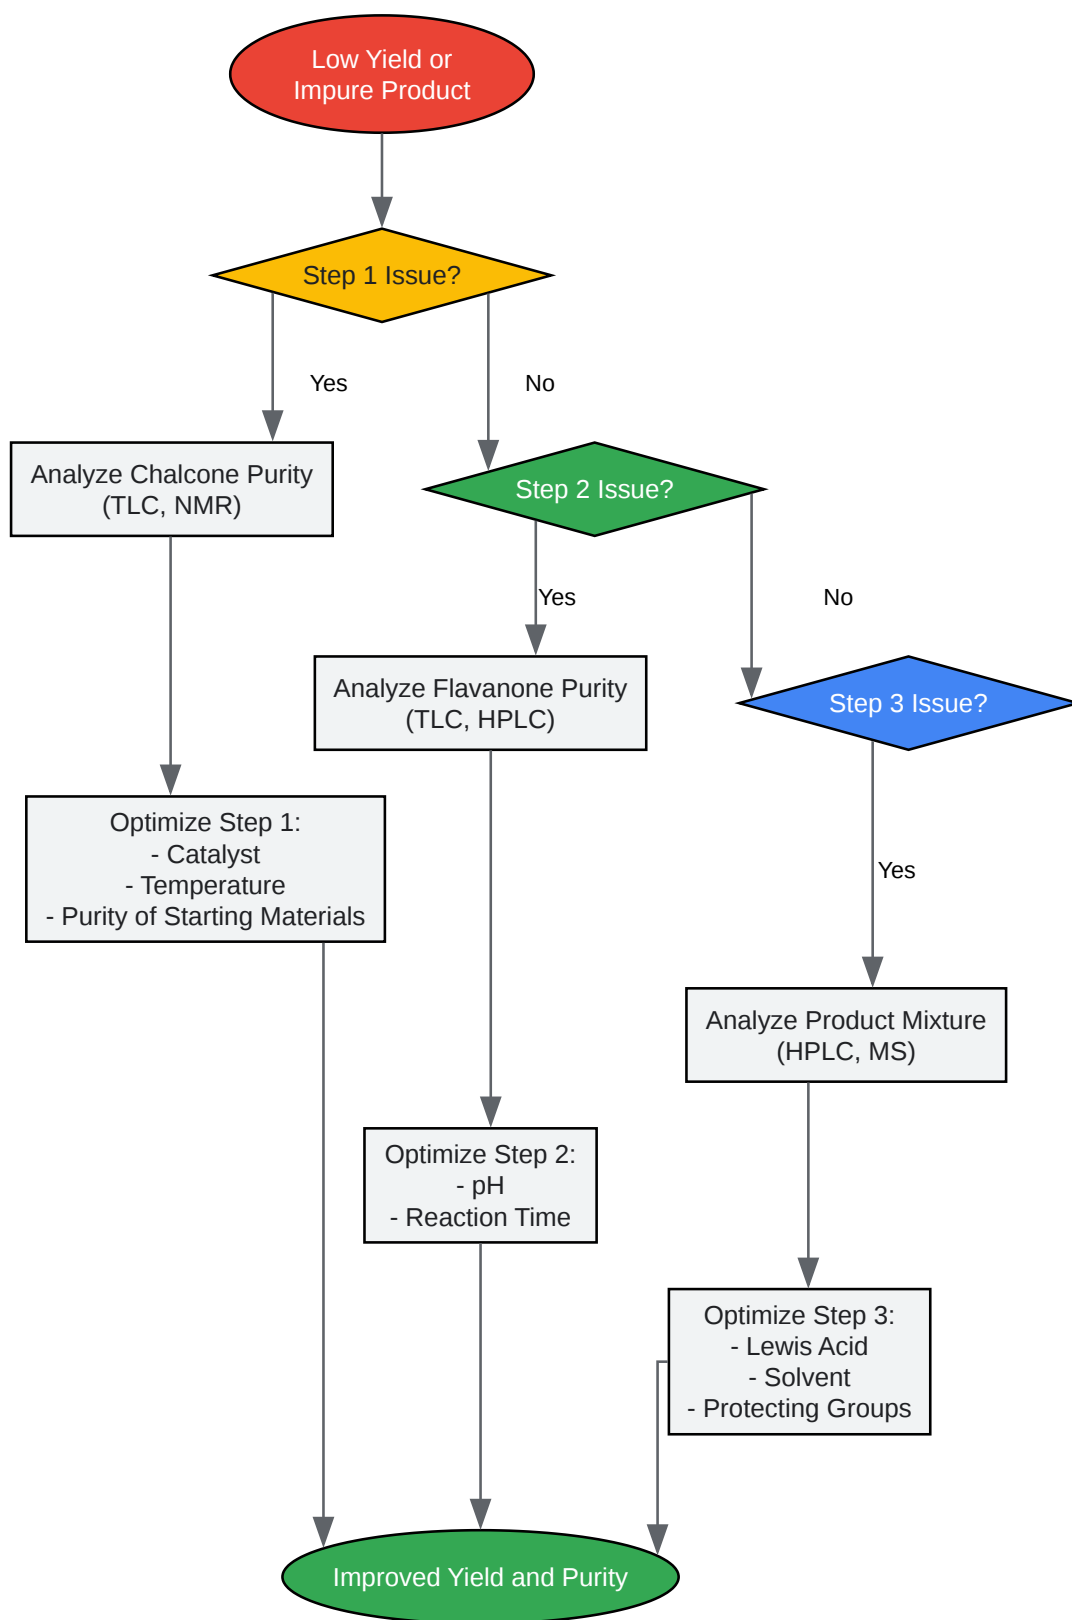 Low Yield or
Impure Product
Step 1 Issue?
Yes
No
Analyze Chalcone Purity
(TLC, NMR)
Step 2 Issue?
Yes
No
Analyze Flavanone Purity
(TLC, HPLC)
Step 3 Issue?
Optimize Step 1:
- Catalyst
- Temperature
- Purity of Starting Materials
Yes
Analyze Product Mixture
(HPLC, MS)
Optimize Step 2:
- pH
- Reaction Time
Optimize Step 3:
- Lewis Acid
- Solvent
- Protecting Groups
Improved Yield and Purity